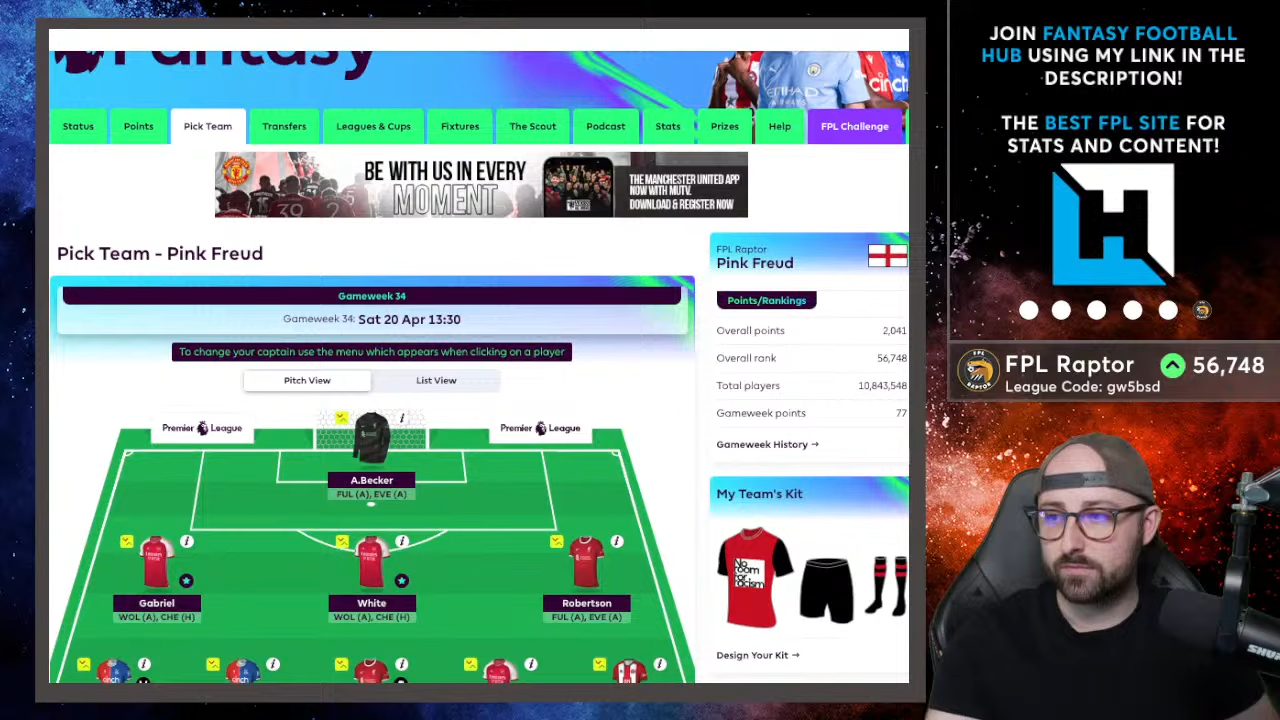 Fantasy
Status
Points
Pick Team
Transfers
Leagues & Cups
Fixtures
The Scout
Podcast
Stats
Prizes
Help
FPL Challenge
BE WITH US IN EVERY
MOMENT
THE MANCHESTER UNITED APP
NOW WITH MUTV.
DOWNLOAD & REGISTER NOW
Pick Team - Pink Freud
Gameweek 34
Gameweek 34: Sat 20 Apr 13:30
To change your captain use the menu which appears when clicking on a player
Pitch View
List View
Premier League
Premier League
A.Becker
FUL (A), EVE (A)
Gabriel
WOL (A), CHE (H)
White
WOL (A), CHE (H)
Robertson
FUL (A), EVE (A)
FPL Raptor
Pink Freud
Points/Rankings
Overall points 2,041
Overall rank 56,748
Total players 10,843,548
Gameweek points 77
Gameweek History →
My Team's Kit
No
room
for
racism
Design Your Kit →
JOIN FANTASY FOOTBALL
HUB USING MY LINK IN THE
DESCRIPTION!
THE BEST FPL SITE FOR
STATS AND CONTENT!
FPL Raptor 56,748
League Code: gw5bsd